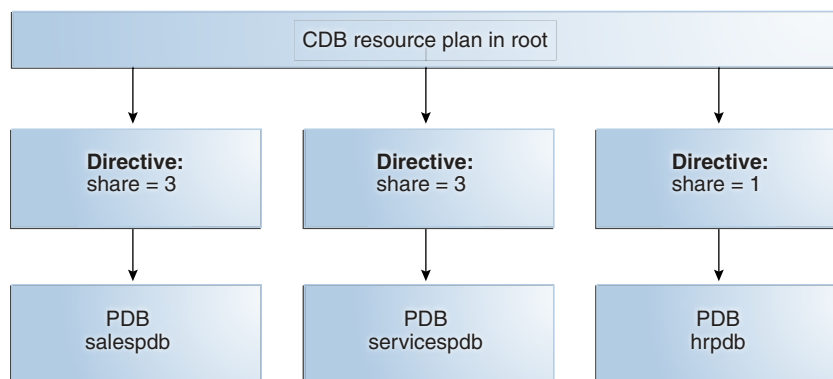 CDB resource plan in root
Directive:
share = 3
Directive:
share = 3
Directive:
share = 1
PDB
salespdb
PDB
servicespdb
PDB
hrpdb